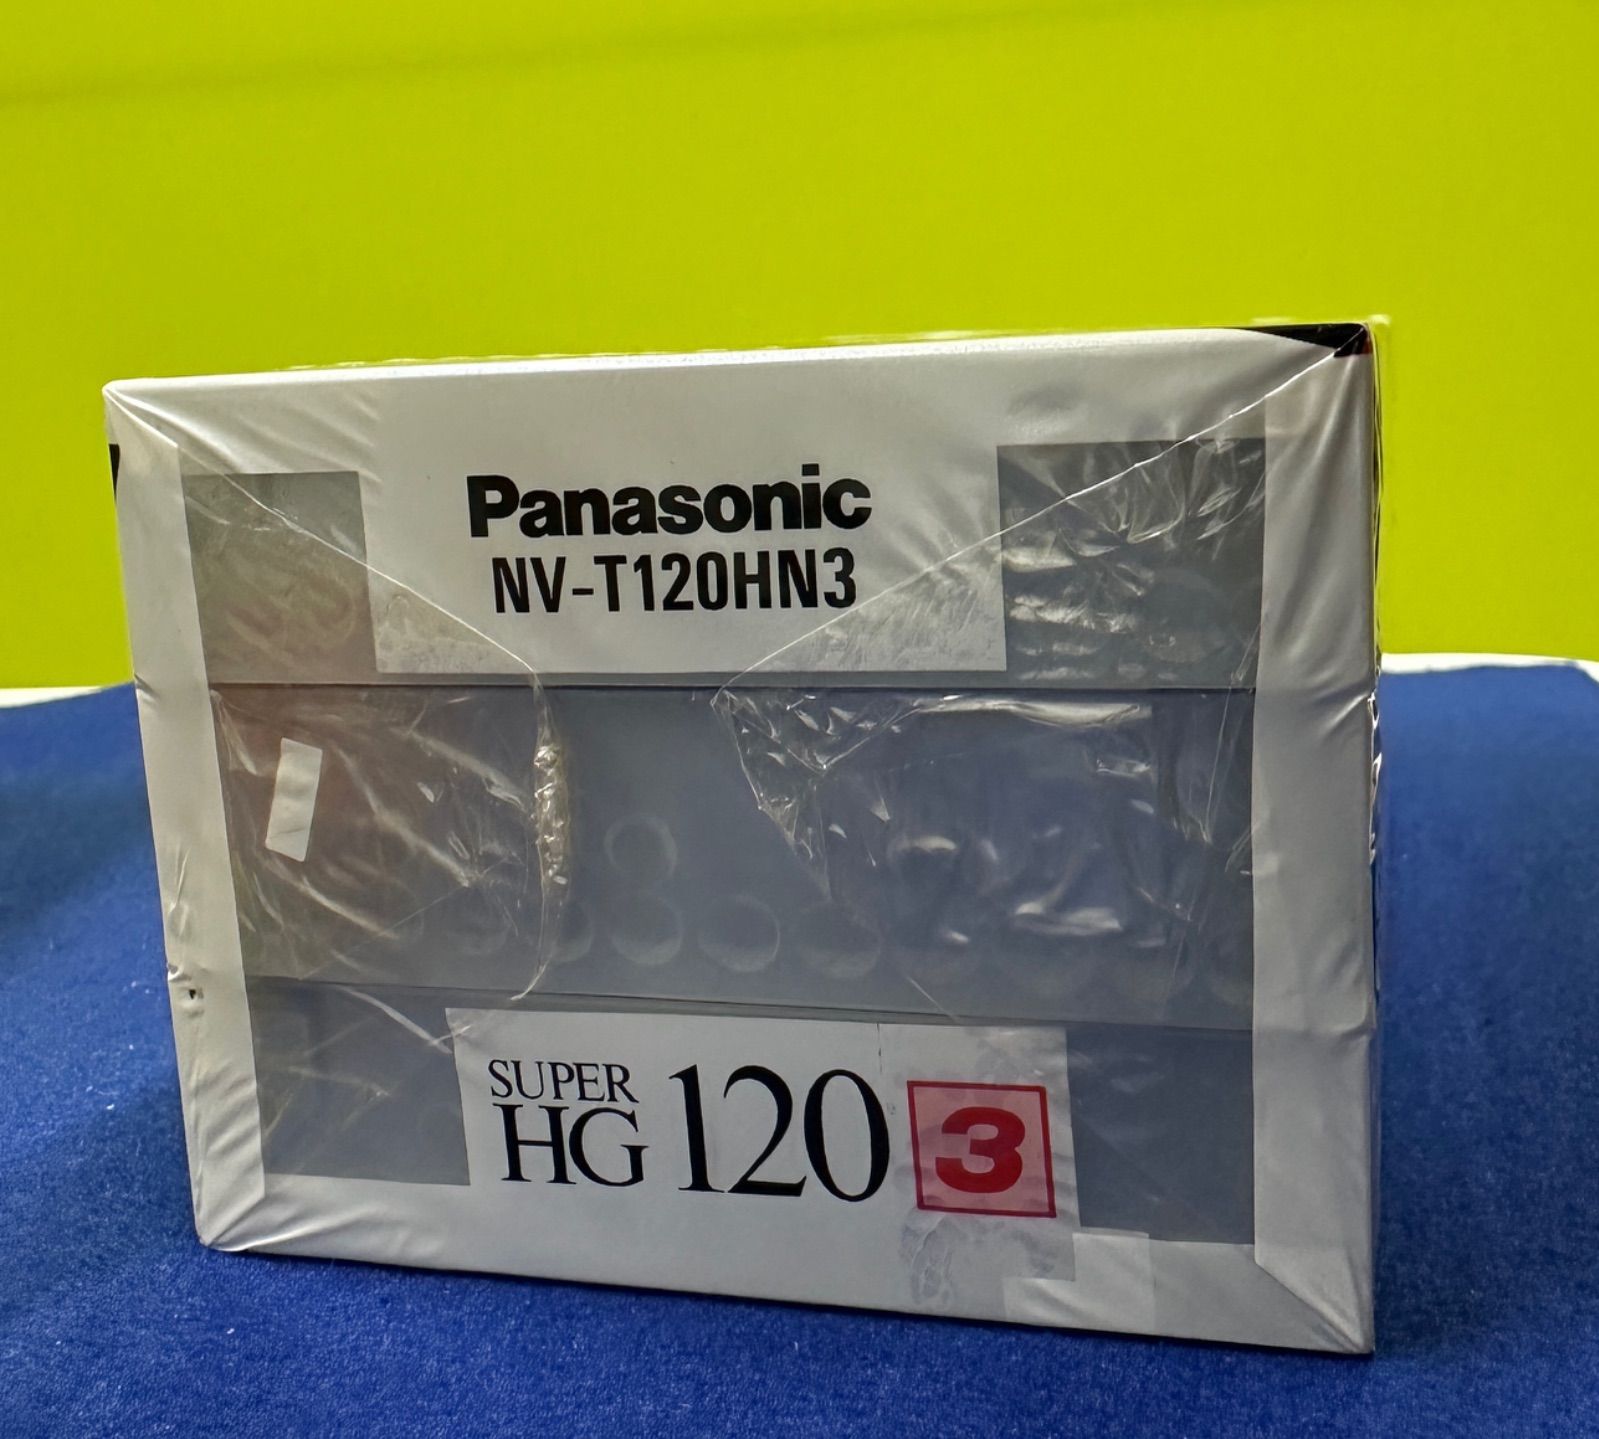 Panasonic
NV-T120HN3
SUPER
HG 120 3